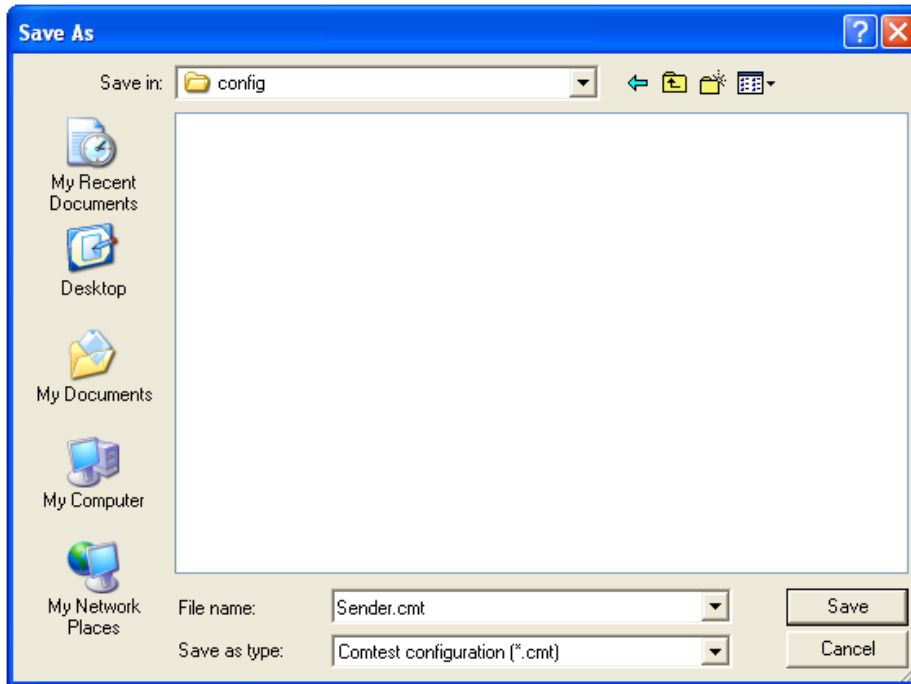 Save As
Save in:
config
My Recent
Documents
Desktop
My Documents
My Computer
My Network
Places
File name:
Sender.cmt
Save
Save as type:
Comtest configuration (*.cmt)
Cancel